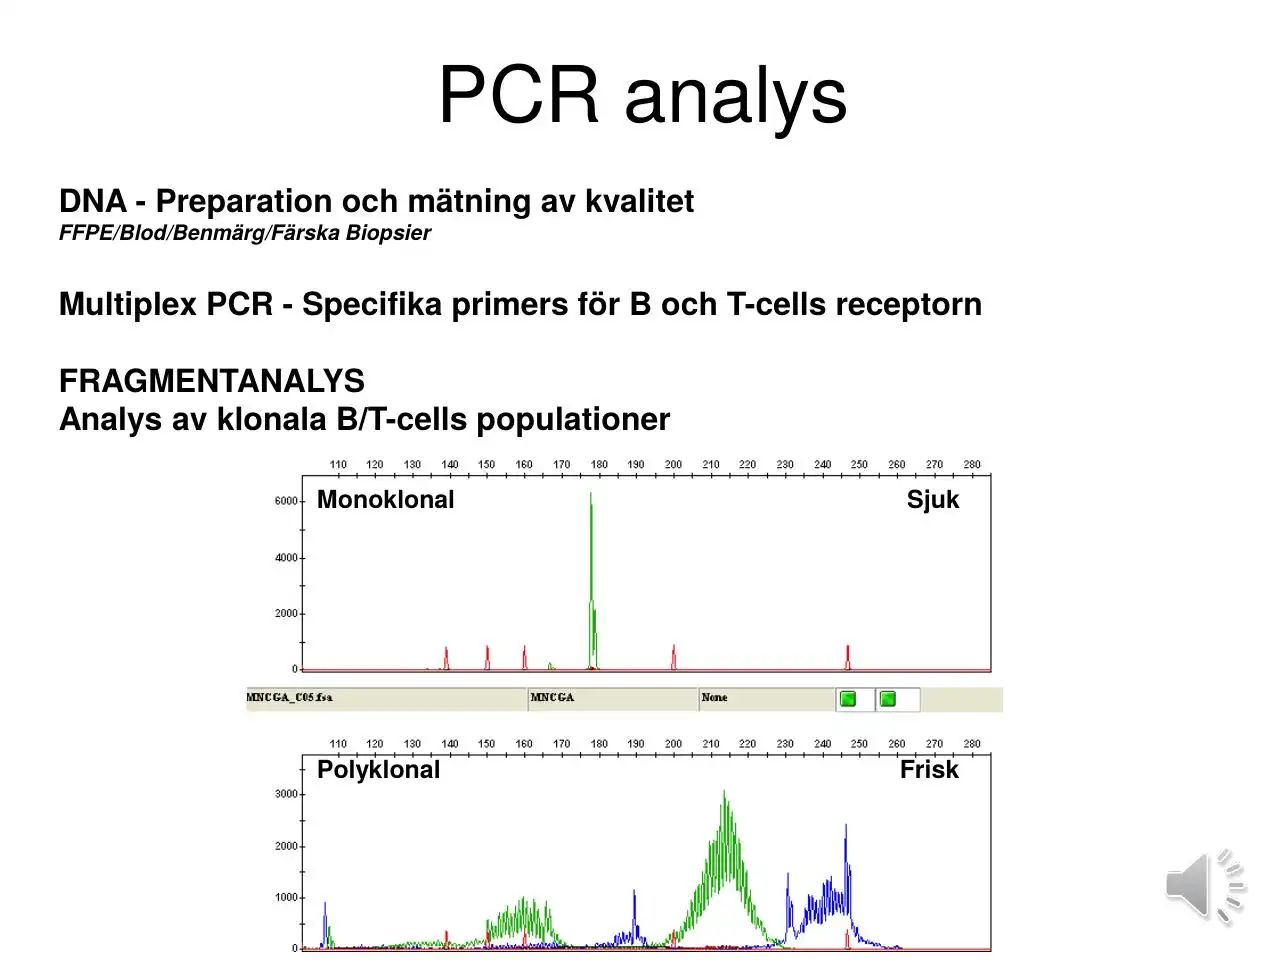 PCR analys
DNA - Preparation och mätning av kvalitet
FFPE/Blod/Benmärg/Färska Biopsier
Multiplex PCR - Specifika primers för B och T-cells receptorn
FRAGMENTANALYS
Analys av klonala B/T-cells populationer
110 120 130 140 150 160 170 180 190 200 210 220 230 240 250 260 270 280
Monoklonal Sjuk
6000
4000
2000
0
MNCGA_C05.fsa MNCGA None
110 120 130 140 150 160 170 180 190 200 210 220 230 240 250 260 270 280
Polyklonal Frisk
3000
2000
1000
0